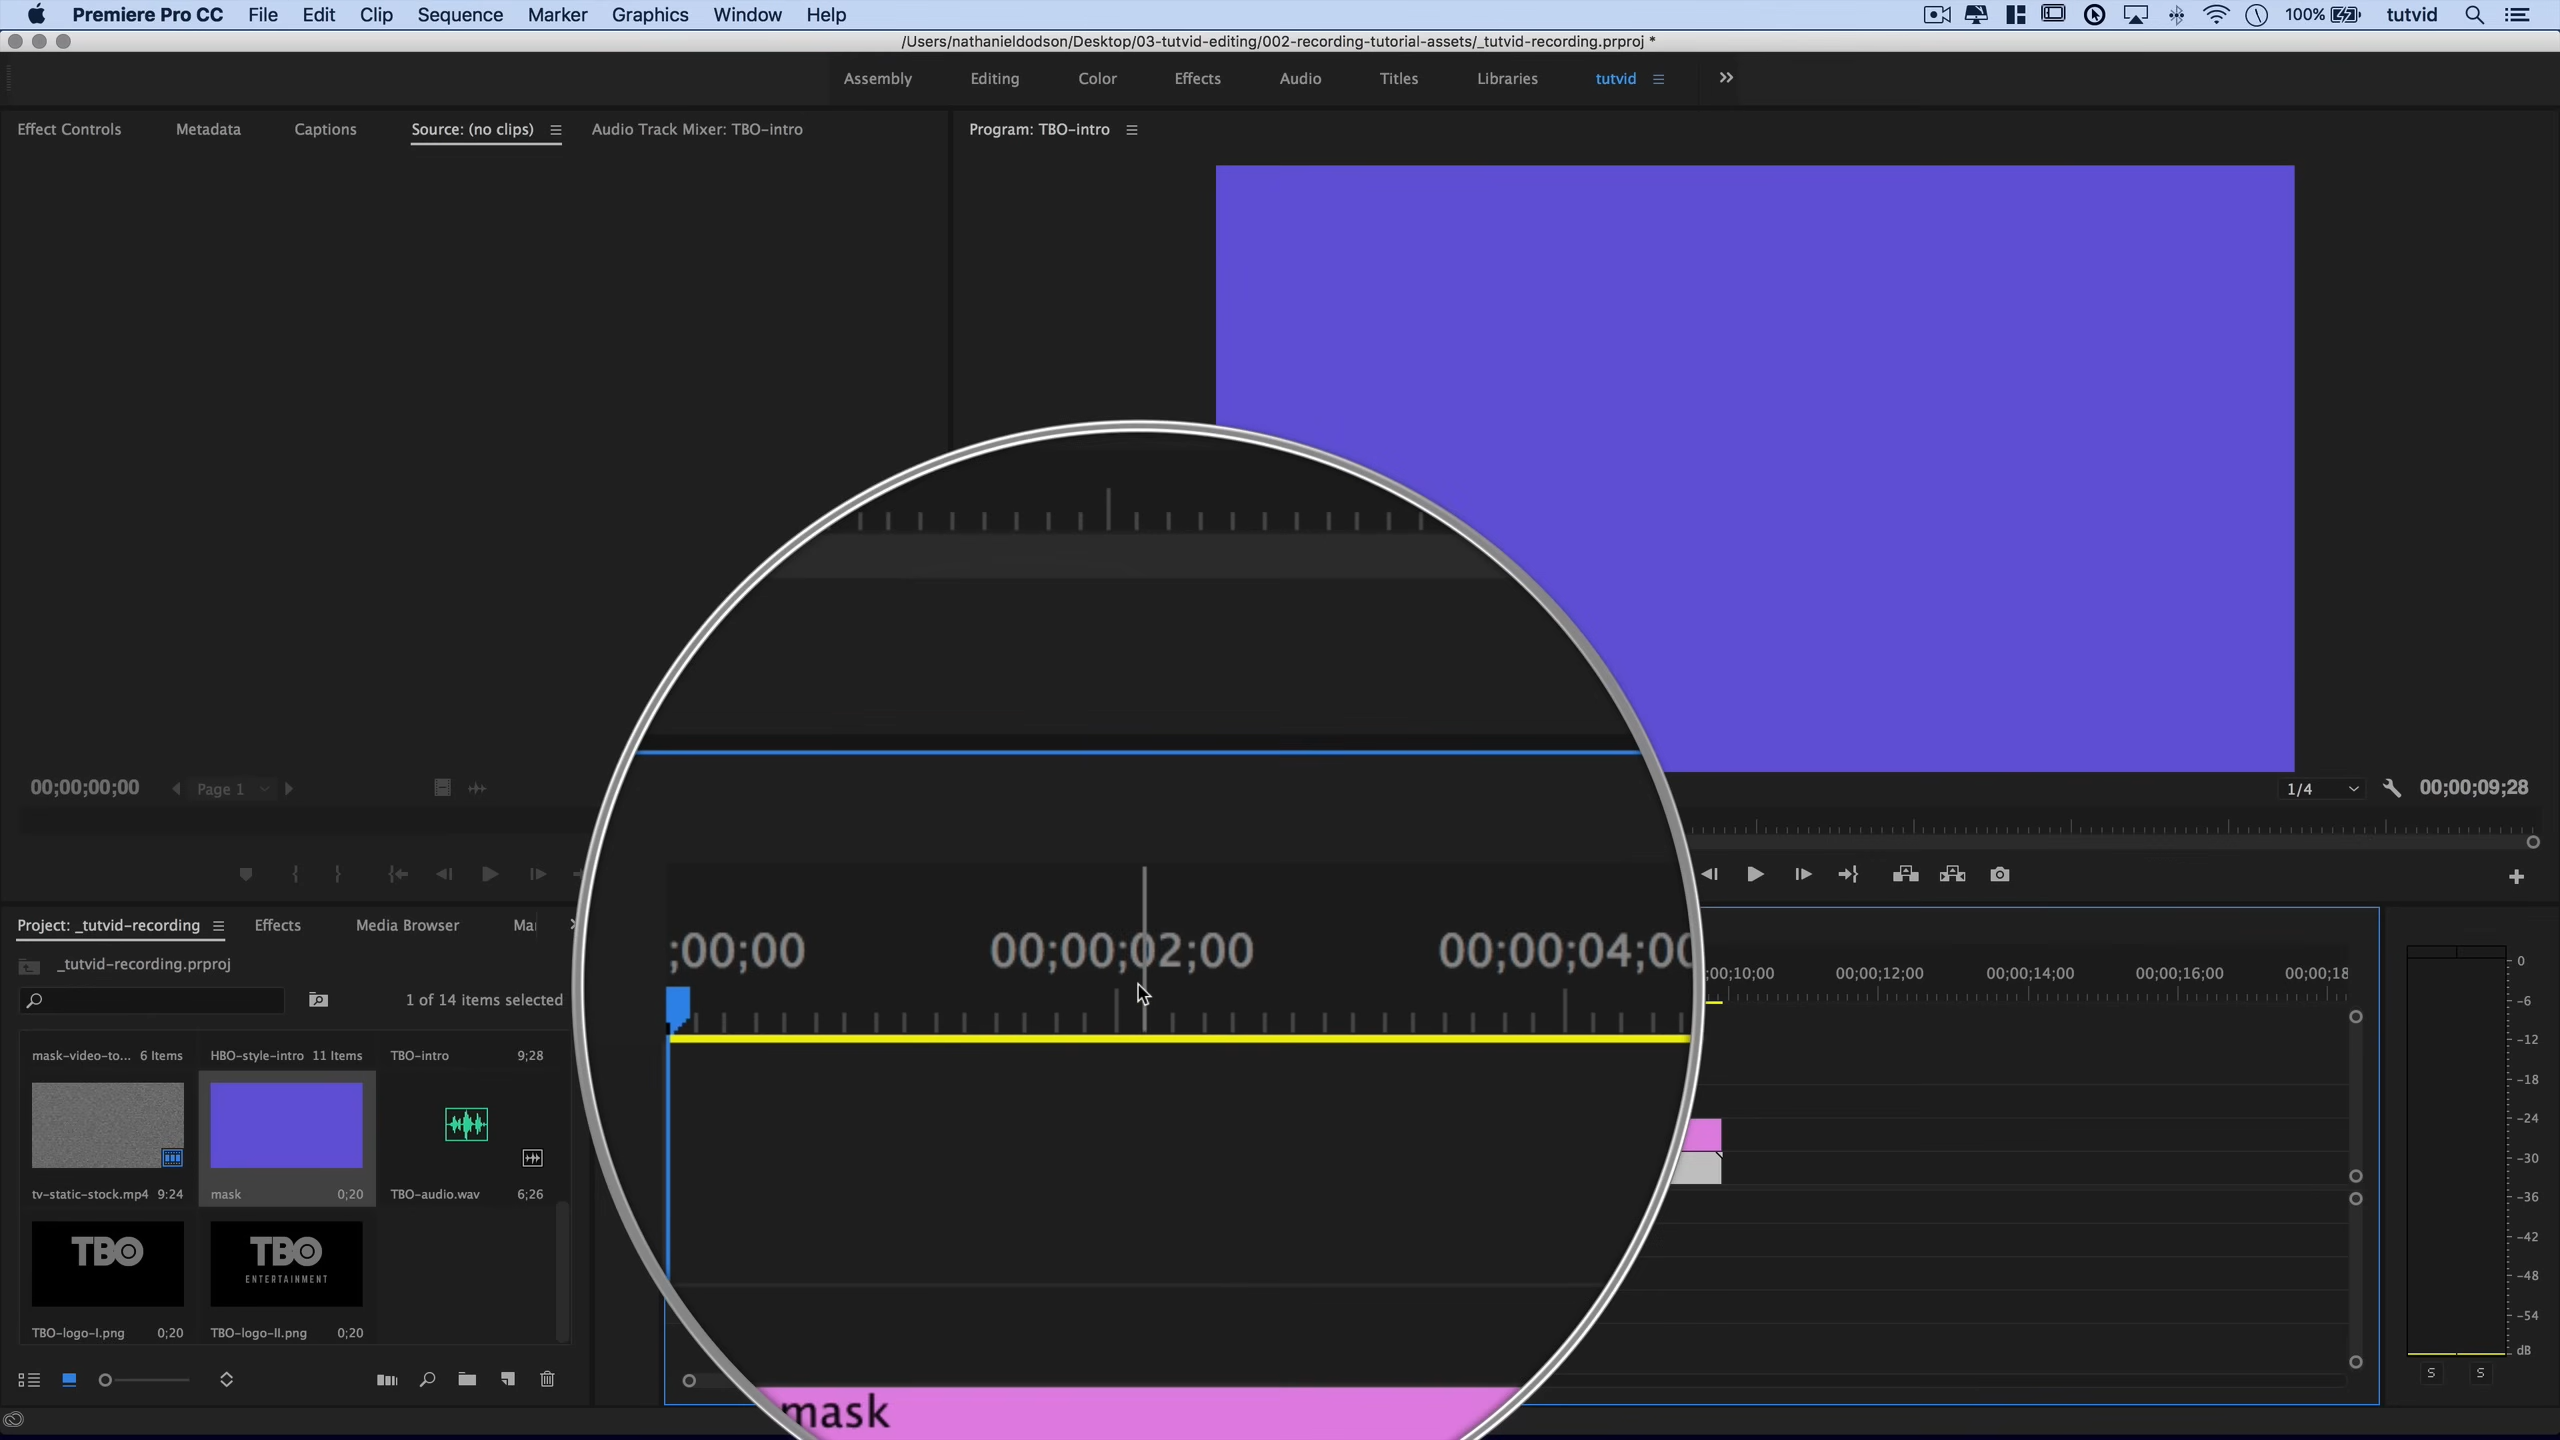 Premiere Pro CC File Edit Clip Sequence Marker Graphics Window Help 100% tutvid
/Users/nathanieldodson/Desktop/03-tutvid-editing/002-recording-tutorial-assets/_tutvid-recording.prproj *
Assembly Editing Color Effects Audio Titles Libraries tutvid
Effect Controls Metadata Captions Source: (no clips) Audio Track Mixer: TBO-intro Program: TBO-intro
00;00;00;00 Page 1 1/4 00;00;09;28
Project: _tutvid-recording Effects Media Browser Mar
;00;00 00;00;02;00 00;00;04;00
;00;10;00 00;00;12;00 00;00;14;00 00;00;16;00 00;00;18
_tutvid-recording.prproj
1 of 14 items selected
mask-video-to... 6 Items HBO-style-intro 11 Items TBO-intro 9;28
tv-static-stock.mp4 9:24 mask 0;20 TBO-audio.wav 6;26
TBO TBO
ENTERTAINMENT
TBO-logo-I.png 0;20 TBO-logo-II.png 0;20
mask
0
-6
-12
-18
-24
-30
-36
-42
-48
-54
dB
S S